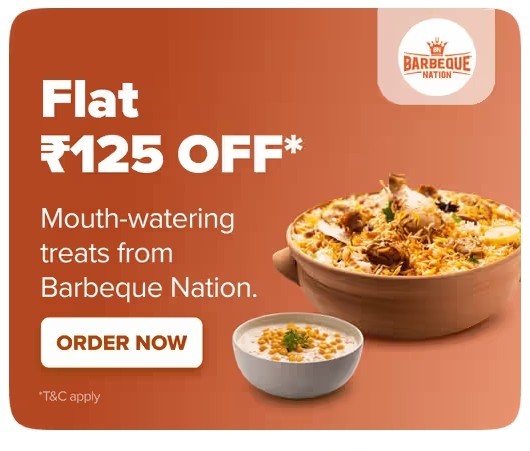 BARBEQUE
NATION
Flat
₹125 OFF*
Mouth-watering
treats from
Barbeque Nation.
ORDER NOW
*T&C apply